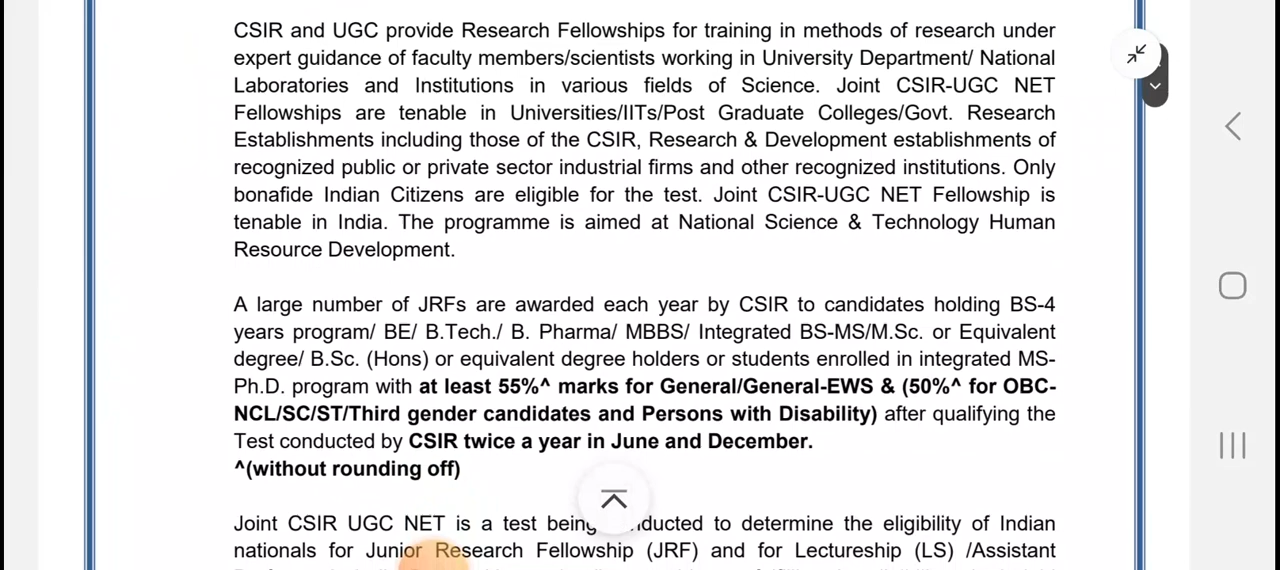 CSIR and UGC provide Research Fellowships for training in methods of research under
expert guidance of faculty members/scientists working in University Department/ National
Laboratories and Institutions in various fields of Science. Joint CSIR-UGC NET
Fellowships are tenable in Universities/IITs/Post Graduate Colleges/Govt. Research
Establishments including those of the CSIR, Research & Development establishments of
recognized public or private sector industrial firms and other recognized institutions. Only
bonafide Indian Citizens are eligible for the test. Joint CSIR-UGC NET Fellowship is
tenable in India. The programme is aimed at National Science & Technology Human
Resource Development.
A large number of JRFs are awarded each year by CSIR to candidates holding BS-4
years program/ BE/ B.Tech./ B. Pharma/ MBBS/ Integrated BS-MS/M.Sc. or Equivalent
degree/ B.Sc. (Hons) or equivalent degree holders or students enrolled in integrated MS-
Ph.D. program with at least 55%^ marks for General/General-EWS & (50%^ for OBC-
NCL/SC/ST/Third gender candidates and Persons with Disability) after qualifying the
Test conducted by CSIR twice a year in June and December.
^(without rounding off)
Joint CSIR UGC NET is a test being to determine the eligibility of Indian
nationals for Junior Research Fellowship (JRF) and for Lectureship (LS) /Assistant